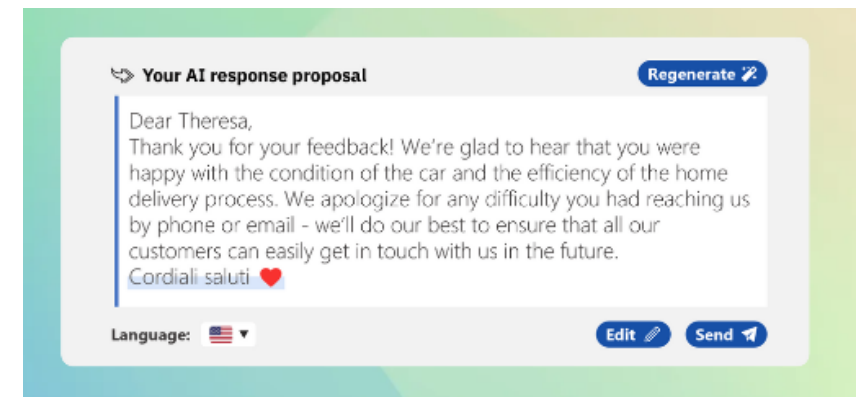 Your AI response proposal
Regenerate
Dear Theresa,
Thank you for your feedback! We're glad to hear that you were
happy with the condition of the car and the efficiency of the home
delivery process. We apologize for any difficulty you had reaching us
by phone or email - we'll do our best to ensure that all our
customers can easily get in touch with us in the future.
Cordiali saluti ❤️
Language:
Edit
Send